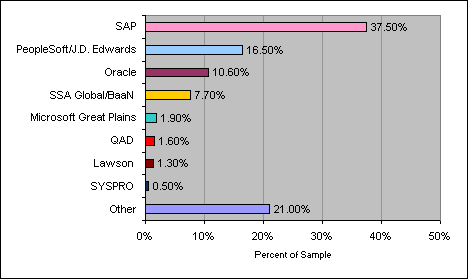 SAP 37.50%
PeopleSoft/J.D. Edwards 16.50%
Oracle 10.60%
SSA Global/BaaN 7.70%
Microsoft Great Plains 1.90%
QAD 1.60%
Lawson 1.30%
SYSPRO 0.50%
Other 21.00%
0% 10% 20% 30% 40% 50%
Percent of Sample